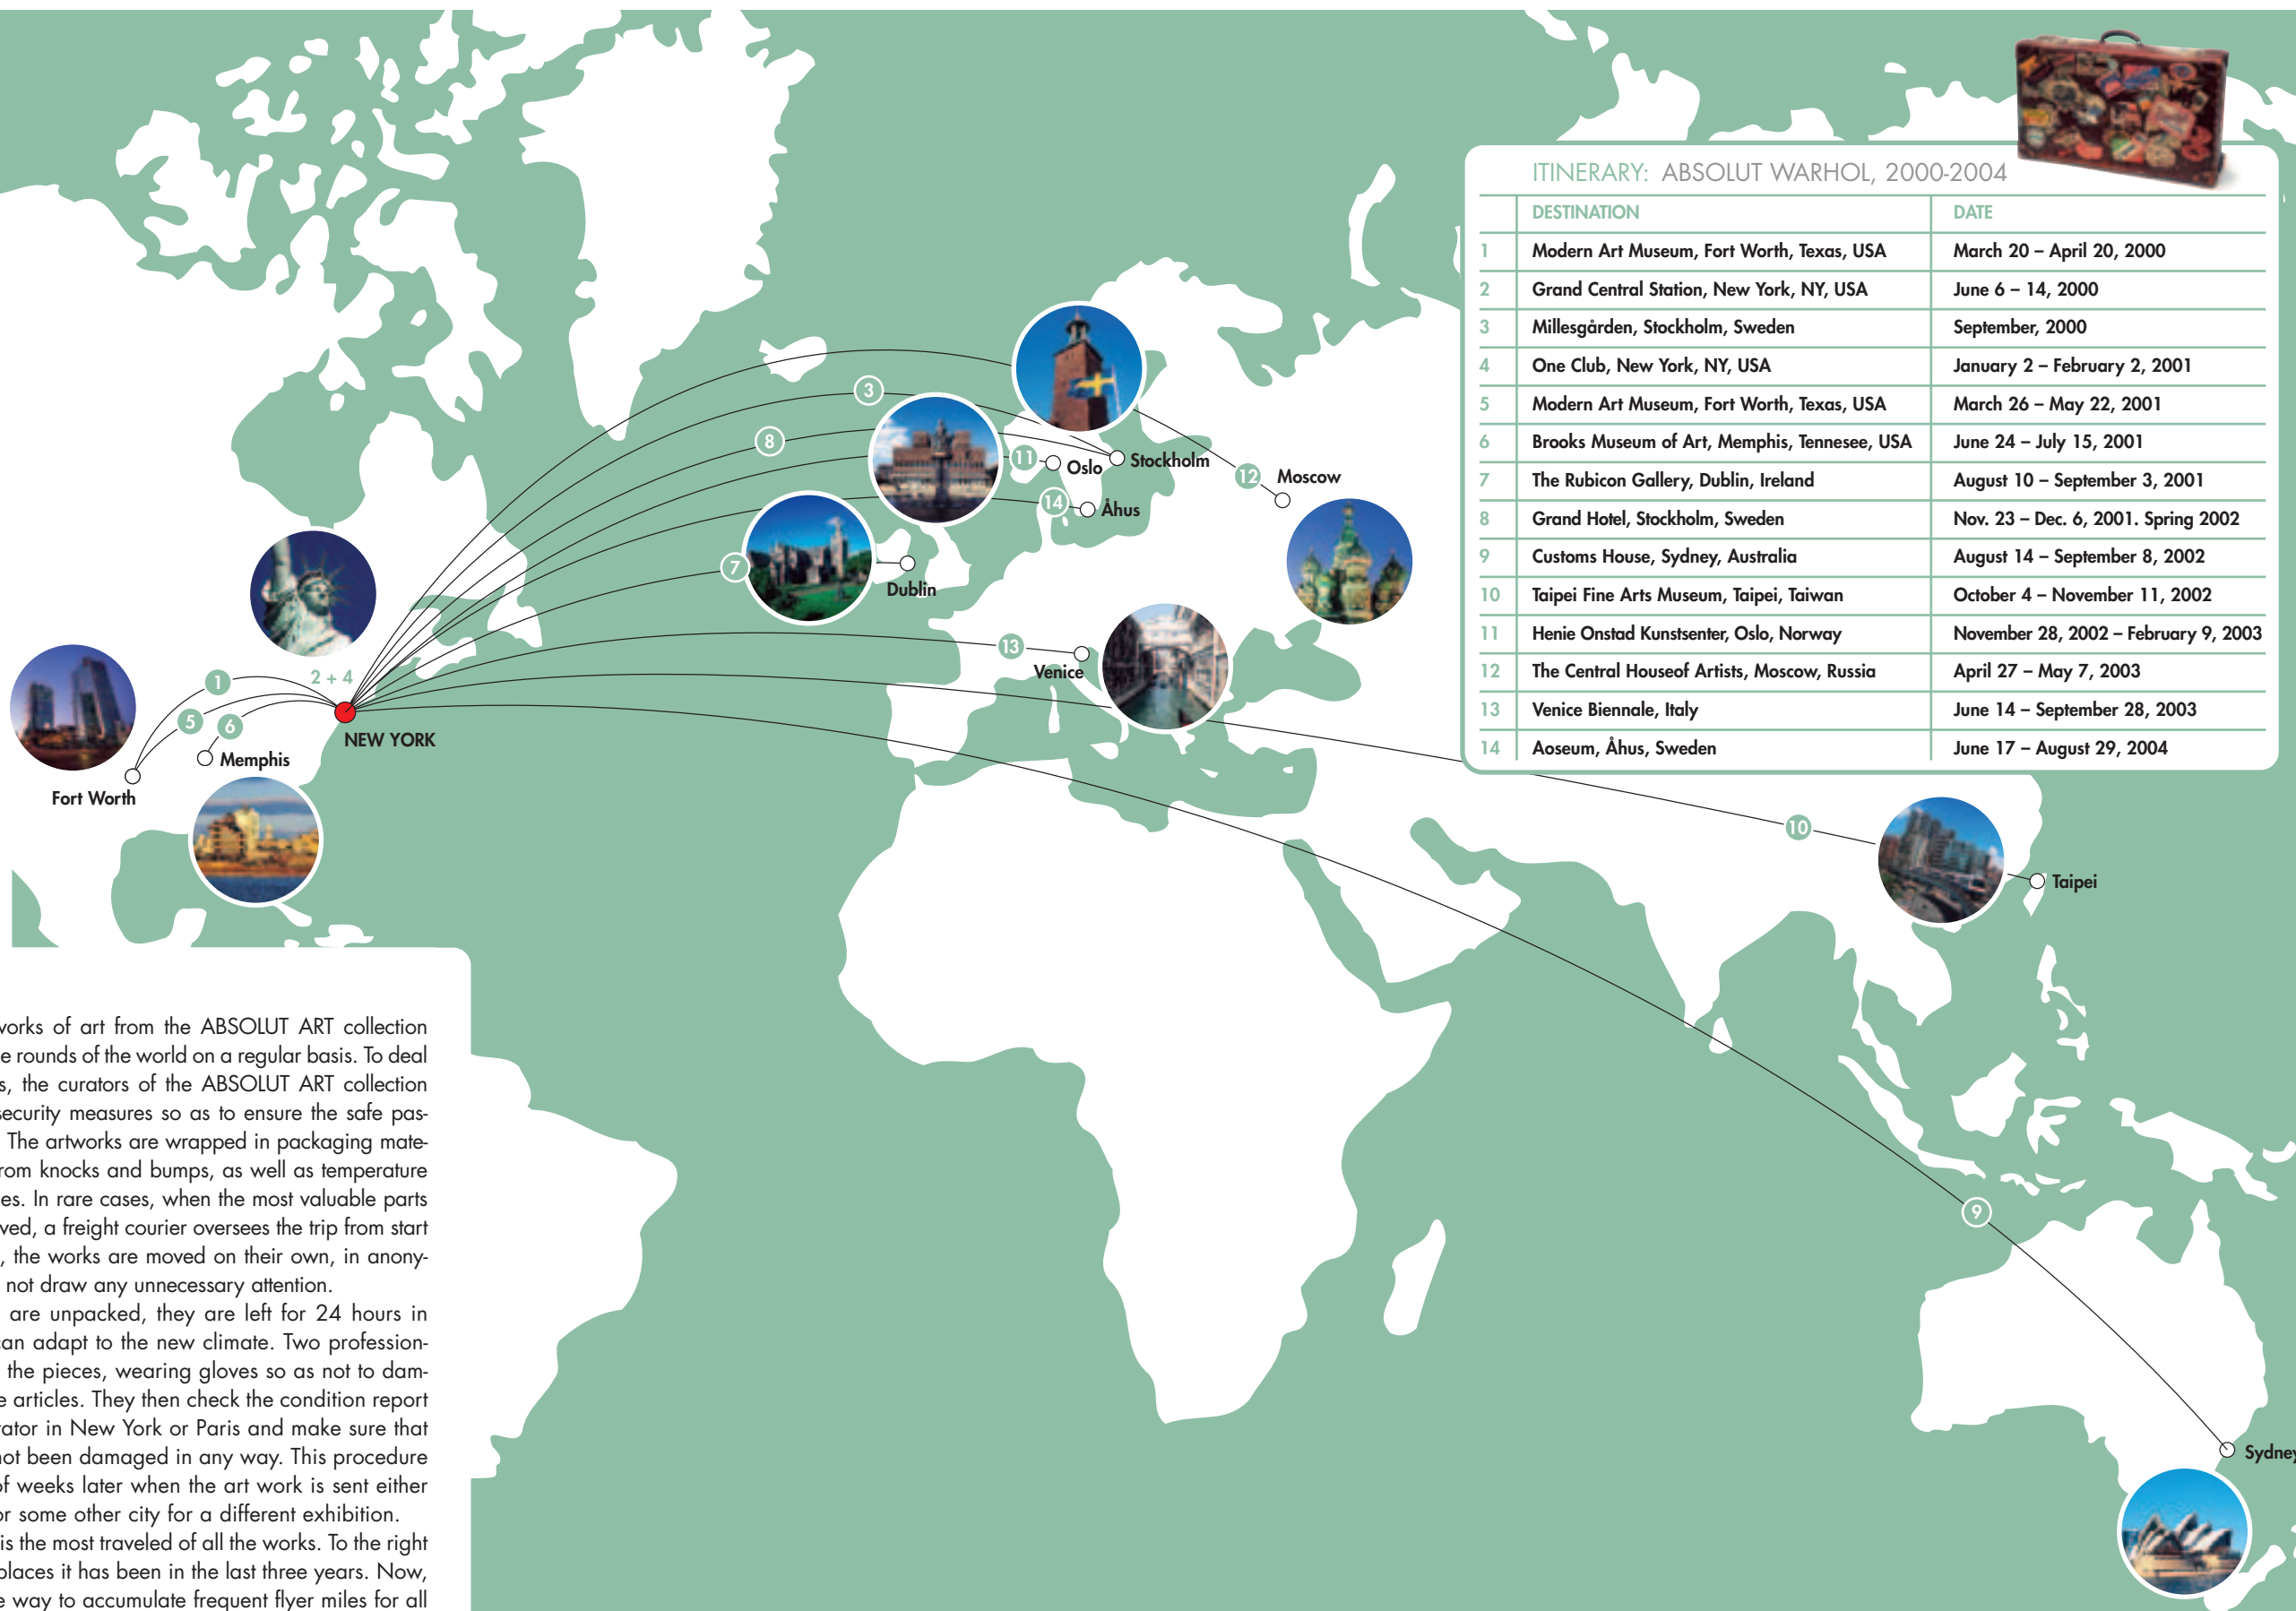 ITINERARY: ABSOLUT WARHOL, 2000-2004
DESTINATION DATE
1 Modern Art Museum, Fort Worth, Texas, USA March 20 – April 20, 2000
2 Grand Central Station, New York, NY, USA June 6 – 14, 2000
3 Millesgården, Stockholm, Sweden September, 2000
4 One Club, New York, NY, USA January 2 – February 2, 2001
5 Modern Art Museum, Fort Worth, Texas, USA March 26 – May 22, 2001
6 Brooks Museum of Art, Memphis, Tennesee, USA June 24 – July 15, 2001
7 The Rubicon Gallery, Dublin, Ireland August 10 – September 3, 2001
8 Grand Hotel, Stockholm, Sweden Nov. 23 – Dec. 6, 2001. Spring 2002
9 Customs House, Sydney, Australia August 14 – September 8, 2002
10 Taipei Fine Arts Museum, Taipei, Taiwan October 4 – November 11, 2002
11 Henie Onstad Kunstsenter, Oslo, Norway November 28, 2002 – February 9, 2003
12 The Central Houseof Artists, Moscow, Russia April 27 – May 7, 2003
13 Venice Biennale, Italy June 14 – September 28, 2003
14 Aoseum, Åhus, Sweden June 17 – August 29, 2004
3
8
11
Oslo
Stockholm
12
Moscow
14
Åhus
7
Dublin
13
Venice
1
2 + 4
5
6
NEW YORK
Memphis
Fort Worth
10
Taipei
9
Sydney
works of art from the ABSOLUT ART collection
e rounds of the world on a regular basis. To deal
s, the curators of the ABSOLUT ART collection
security measures so as to ensure the safe pas-
The artworks are wrapped in packaging mate-
from knocks and bumps, as well as temperature
es. In rare cases, when the most valuable parts
ved, a freight courier oversees the trip from start
, the works are moved on their own, in anony-
not draw any unnecessary attention.
are unpacked, they are left for 24 hours in
can adapt to the new climate. Two profession-
the pieces, wearing gloves so as not to dam-
e articles. They then check the condition report
rator in New York or Paris and make sure that
not been damaged in any way. This procedure
of weeks later when the art work is sent either
or some other city for a different exhibition.
is the most traveled of all the works. To the right
places it has been in the last three years. Now,
e way to accumulate frequent flyer miles for all